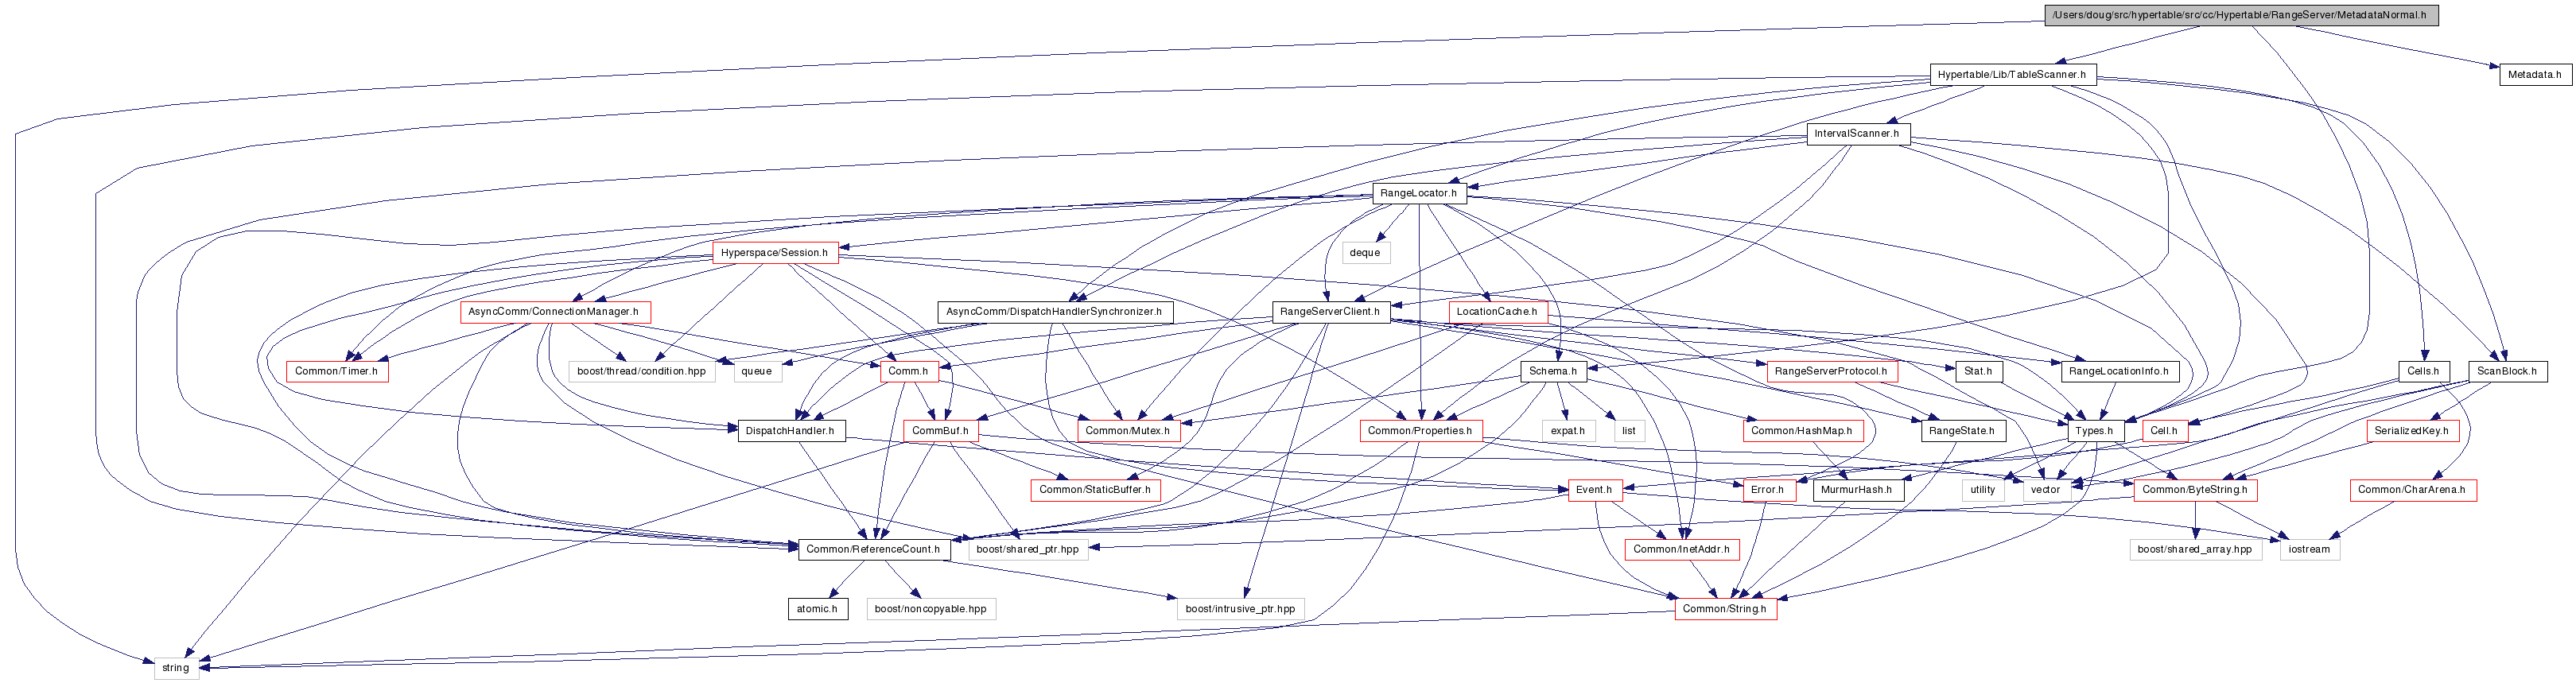 /Users/doug/src/hypertable/src/cc/Hypertable/RangeServer/MetadataNormal.h
Hypertable/Lib/TableScanner.h
Metadata.h
IntervalScanner.h
RangeLocator.h
Hyperspace/Session.h
deque
AsyncComm/ConnectionManager.h
AsyncComm/DispatchHandlerSynchronizer.h
RangeServerClient.h
LocationCache.h
Common/Timer.h
boost/thread/condition.hpp
queue
Comm.h
Schema.h
RangeServerProtocol.h
Stat.h
RangeLocationInfo.h
Cells.h
ScanBlock.h
DispatchHandler.h
CommBuf.h
Common/Mutex.h
Common/Properties.h
expat.h
list
Common/HashMap.h
RangeState.h
Types.h
Cell.h
SerializedKey.h
Common/StaticBuffer.h
Event.h
Error.h
MurmurHash.h
utility
vector
Common/ByteString.h
Common/CharArena.h
Common/ReferenceCount.h
boost/shared_ptr.hpp
Common/InetAddr.h
boost/shared_array.hpp
iostream
atomic.h
boost/noncopyable.hpp
boost/intrusive_ptr.hpp
Common/String.h
string